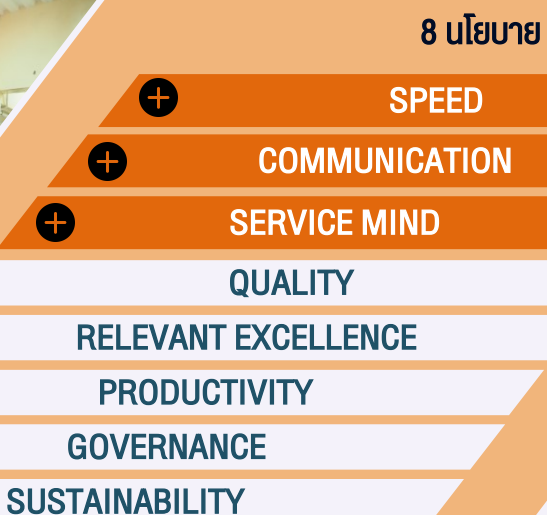 8 นโยบาย
SPEED
COMMUNICATION
SERVICE MIND
QUALITY
RELEVANT EXCELLENCE
PRODUCTIVITY
GOVERNANCE
SUSTAINABILITY